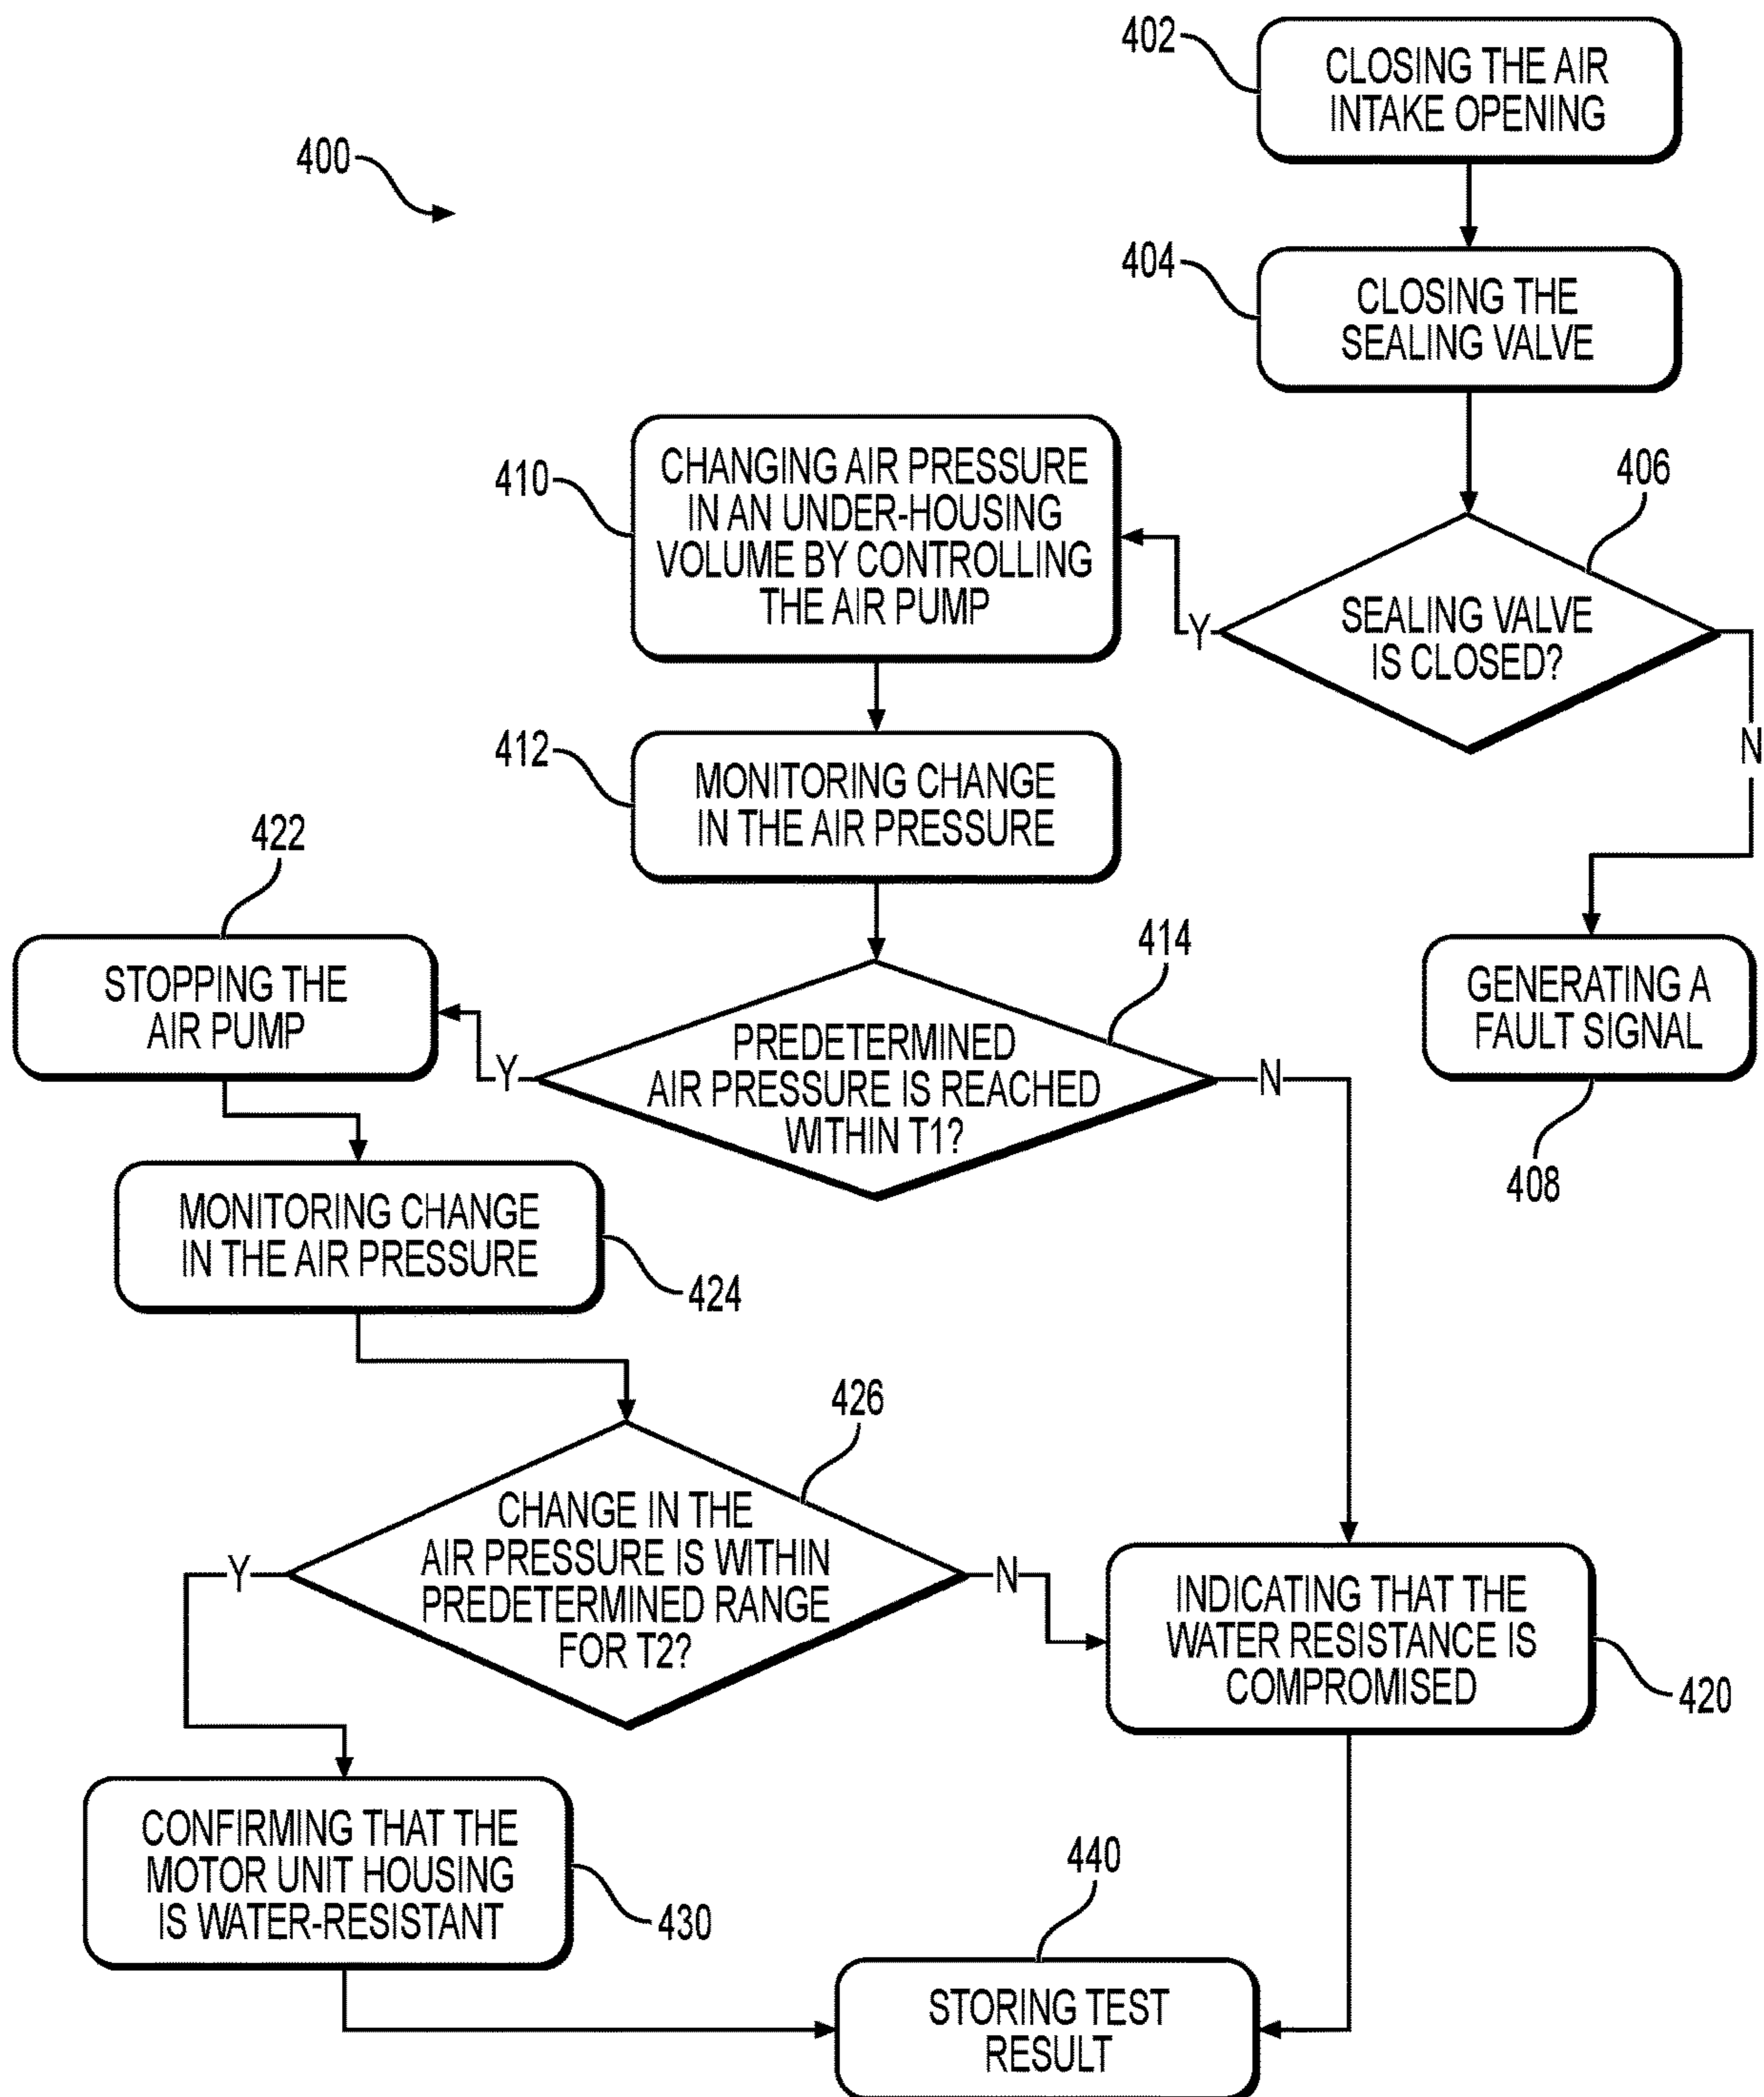 402
CLOSING THE AIR
INTAKE OPENING
400
404
CLOSING THE
SEALING VALVE
406
SEALING VALVE
IS CLOSED?
Y
N
410
CHANGING AIR PRESSURE
IN AN UNDER-HOUSING
VOLUME BY CONTROLLING
THE AIR PUMP
412
MONITORING CHANGE
IN THE AIR PRESSURE
408
GENERATING A
FAULT SIGNAL
414
PREDETERMINED
AIR PRESSURE IS REACHED
WITHIN T1?
Y
N
422
STOPPING THE
AIR PUMP
MONITORING CHANGE
IN THE AIR PRESSURE
424
426
CHANGE IN THE
AIR PRESSURE IS WITHIN
PREDETERMINED RANGE
FOR T2?
Y
N
INDICATING THAT THE
WATER RESISTANCE IS
COMPROMISED
420
CONFIRMING THAT THE
MOTOR UNIT HOUSING
IS WATER-RESISTANT
430
440
STORING TEST
RESULT